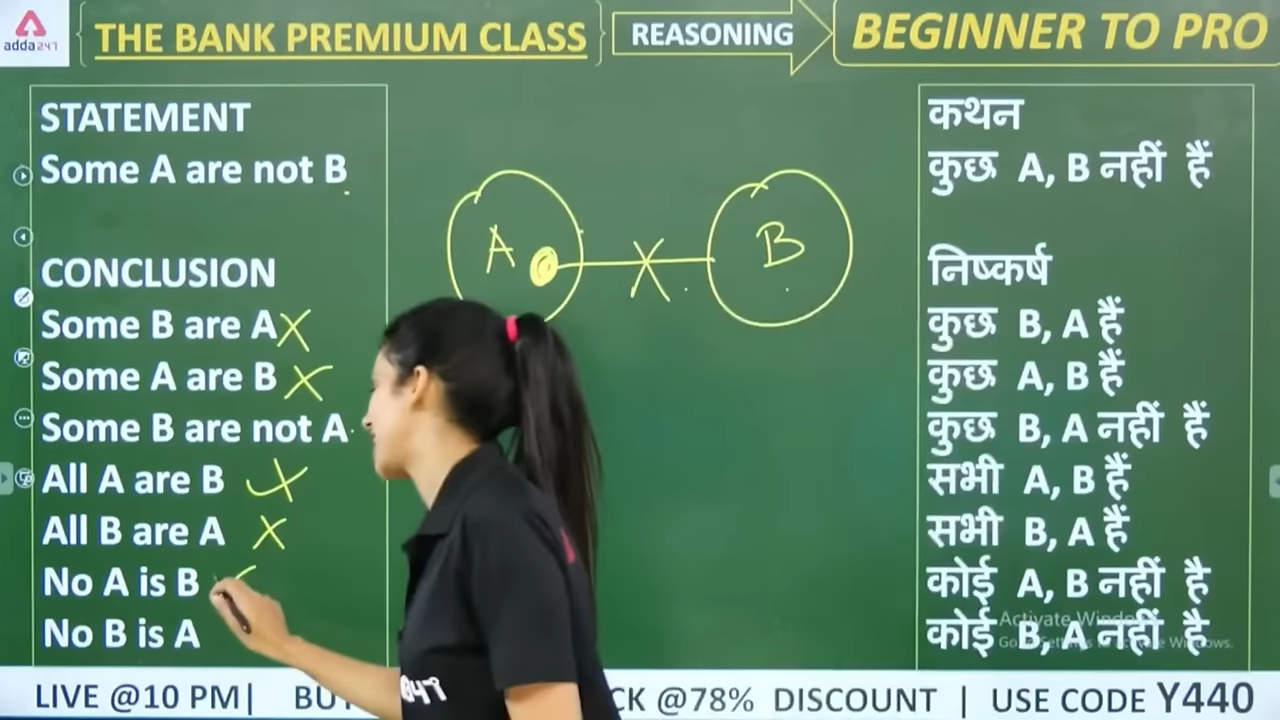 adda247
THE BANK PREMIUM CLASS
REASONING
BEGINNER TO PRO
STATEMENT
Some A are not B
CONCLUSION
Some B are A
Some A are B
Some B are not A
All A are B
All B are A
No A is B
No B is A
A
B
कथन
कुछ A, B नहीं हैं
निष्कर्ष
कुछ B, A हैं
कुछ A, B हैं
कुछ B, A नहीं हैं
सभी A, B हैं
सभी B, A हैं
कोई A, B नहीं है
कोई B, A नहीं है
Activate Windows
LIVE @10 PM| @78% DISCOUNT | USE CODE Y440